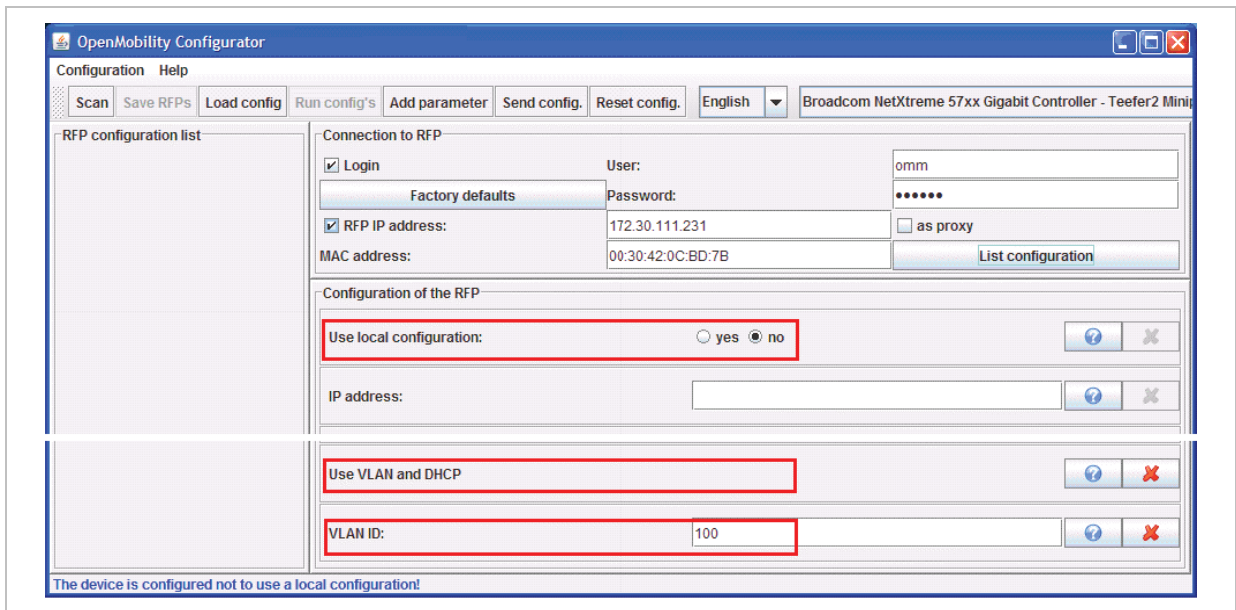 OpenMobility Configurator
Configuration Help
Scan Save RFPs Load config Run config's Add parameter Send config. Reset config. English Broadcom NetXtreme 57xx Gigabit Controller - Teefer2 Minip
RFP configuration list
Connection to RFP
Login User: omm
Factory defaults Password: ••••••
RFP IP address: 172.30.111.231 as proxy
MAC address: 00:30:42:0C:BD:7B List configuration
Configuration of the RFP
Use local configuration: yes no
IP address:
Use VLAN and DHCP
VLAN ID: 100
The device is configured not to use a local configuration!